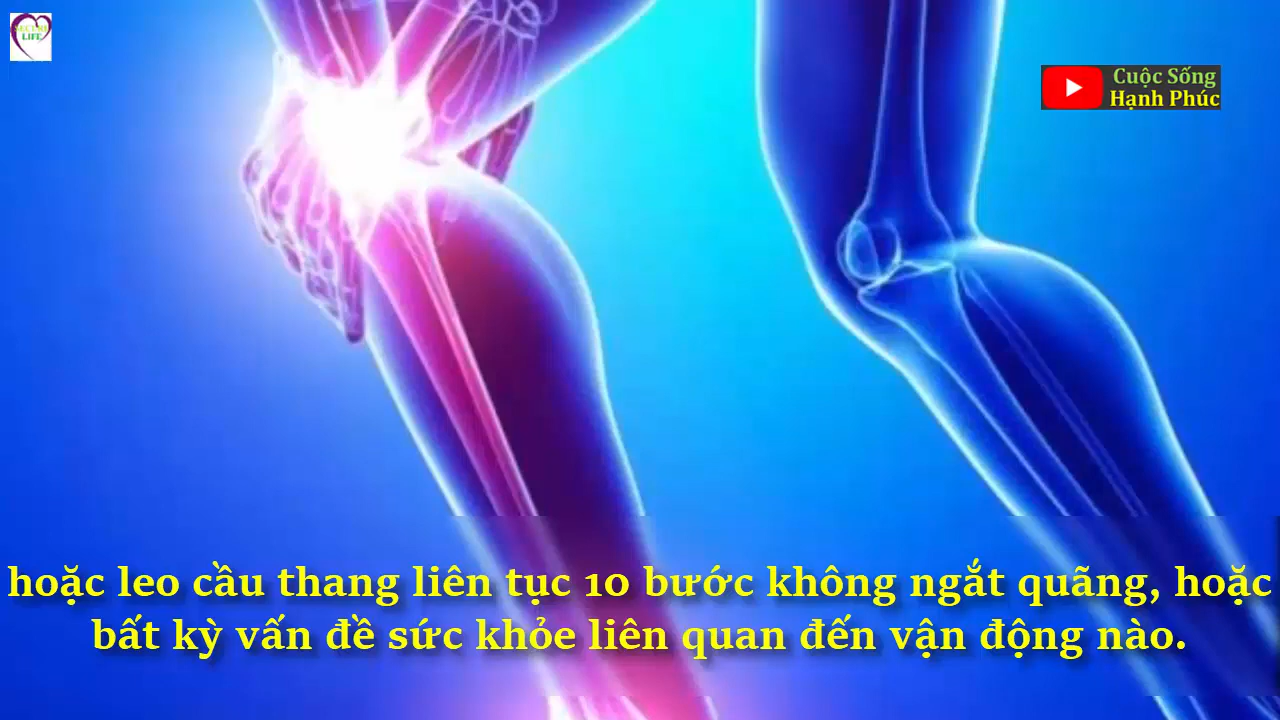 LIFE
Cuộc Sống
Hạnh Phúc
hoặc leo cầu thang liên tục 10 bước không ngắt quãng, hoặc
bất kỳ vấn đề sức khỏe liên quan đến vận động nào.